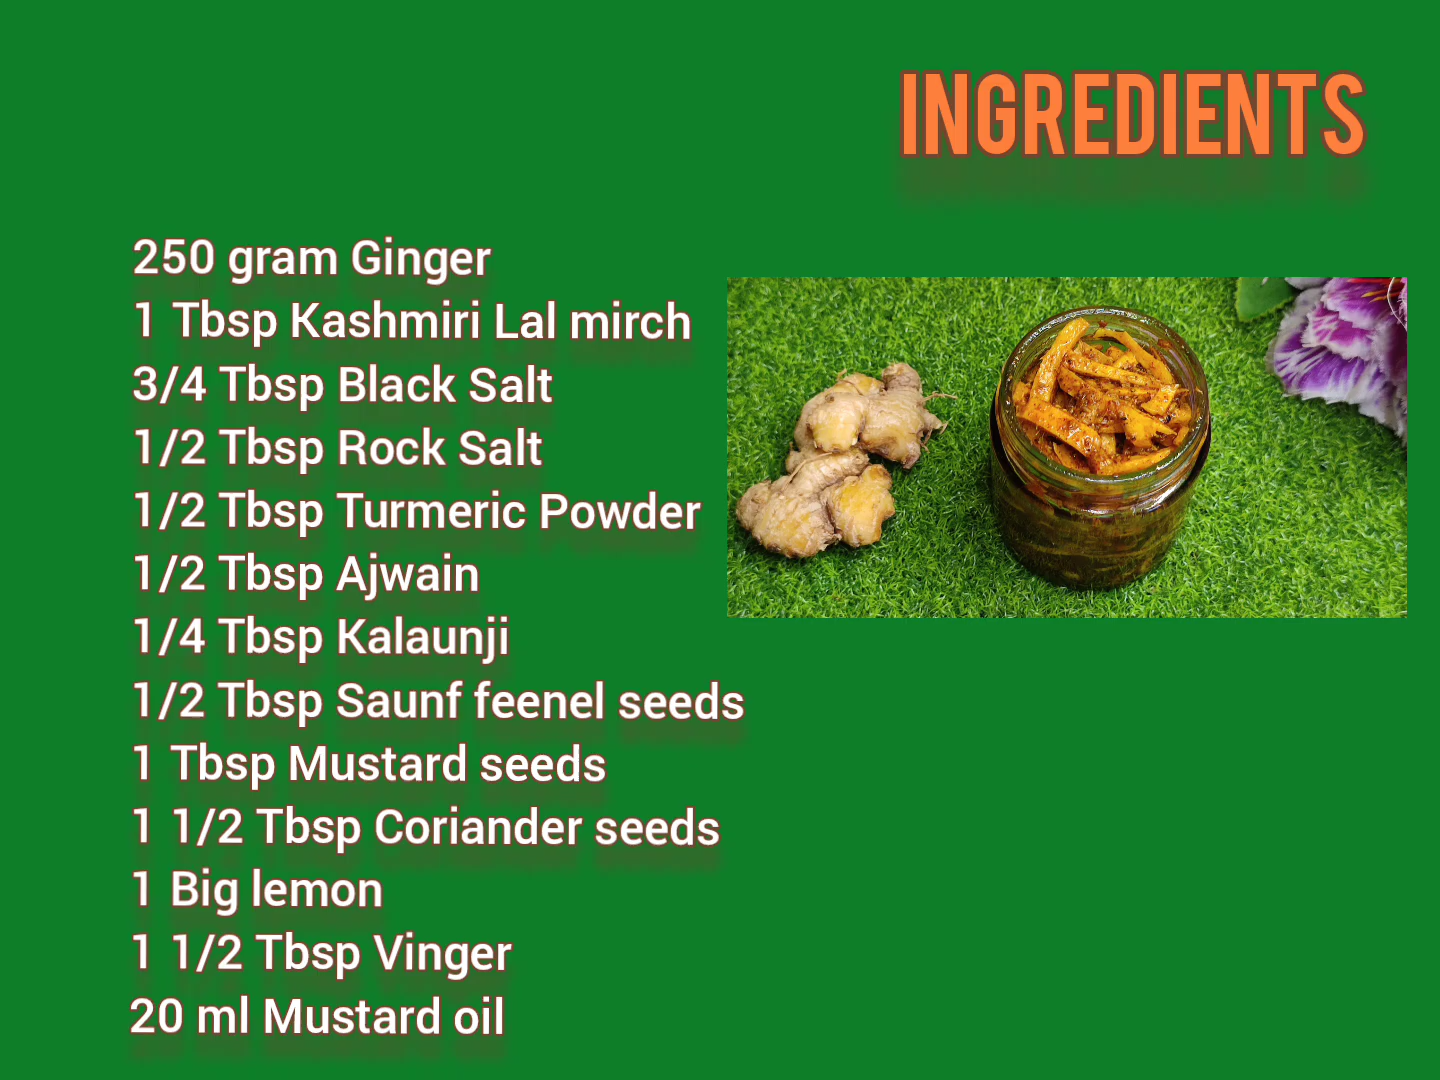 INGREDIENTS
250 gram Ginger
1 Tbsp Kashmiri Lal mirch
3/4 Tbsp Black Salt
1/2 Tbsp Rock Salt
1/2 Tbsp Turmeric Powder
1/2 Tbsp Ajwain
1/4 Tbsp Kalaunji
1/2 Tbsp Saunf feenel seeds
1 Tbsp Mustard seeds
1 1/2 Tbsp Coriander seeds
1 Big lemon
1 1/2 Tbsp Vinger
20 ml Mustard oil